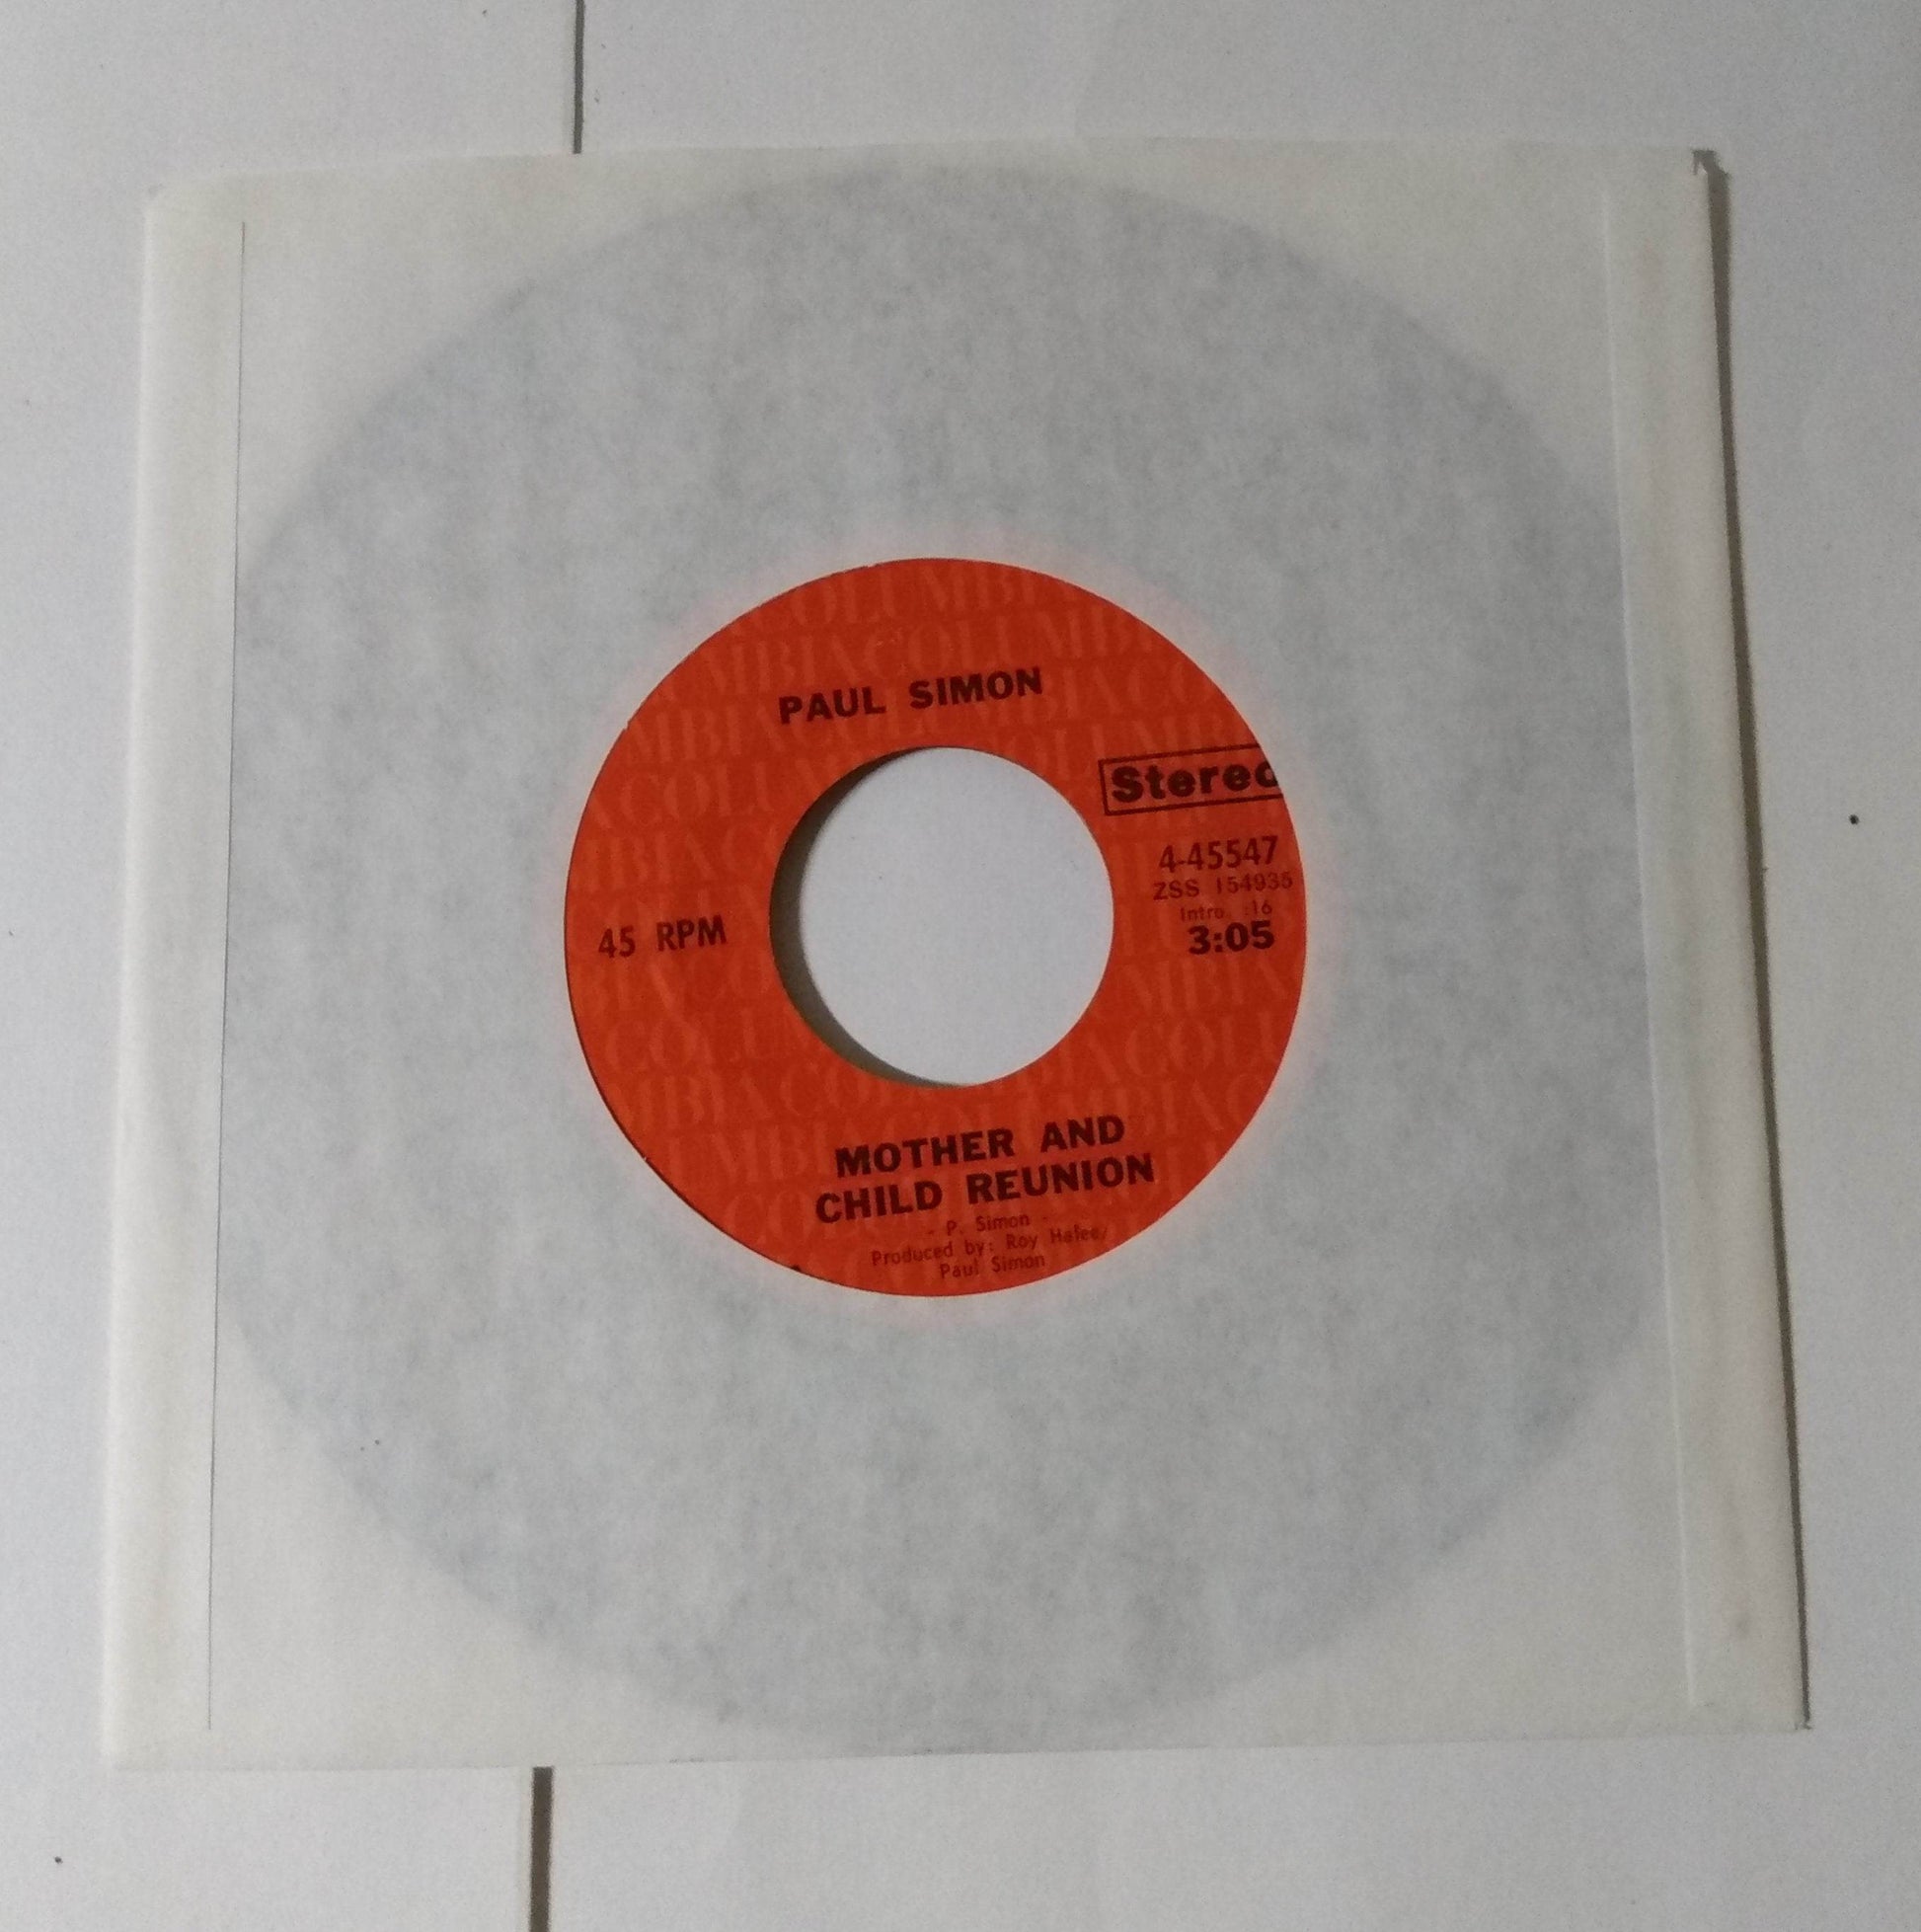 PAUL SIMON
Stereo
4-45547
ZSS 154935
Intro. :16
3:05
45 RPM
MOTHER AND
CHILD REUNION
- P. Simon -
Produced by: Roy Halee/
Paul Simon